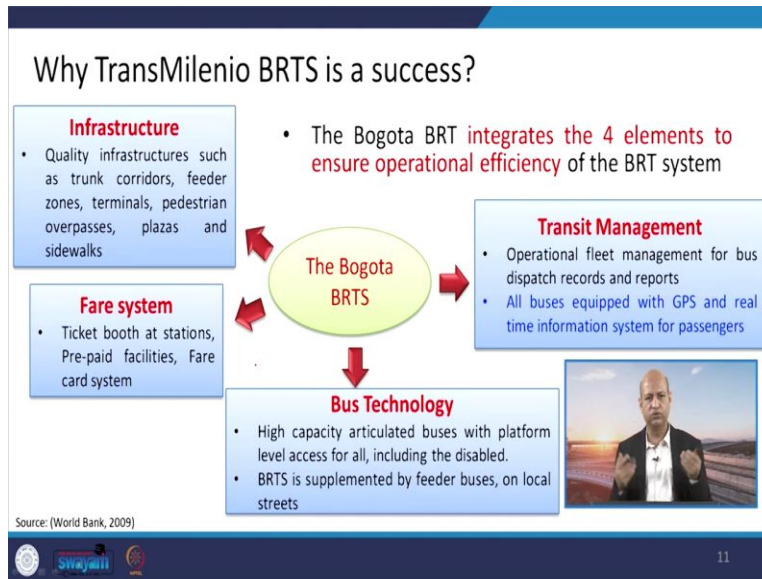 Why TransMilenio BRTS is a success?
Infrastructure
• Quality infrastructures such
as trunk corridors, feeder
zones, terminals, pedestrian
overpasses, plazas and
sidewalks
• The Bogota BRT integrates the 4 elements to
ensure operational efficiency of the BRT system
The Bogota
BRTS
Transit Management
• Operational fleet management for bus
dispatch records and reports
• All buses equipped with GPS and real
time information system for passengers
Fare system
• Ticket booth at stations,
Pre-paid facilities, Fare
card system
Bus Technology
• High capacity articulated buses with platform
level access for all, including the disabled.
• BRTS is supplemented by feeder buses, on local
streets
Source: (World Bank, 2009)
swayam
11